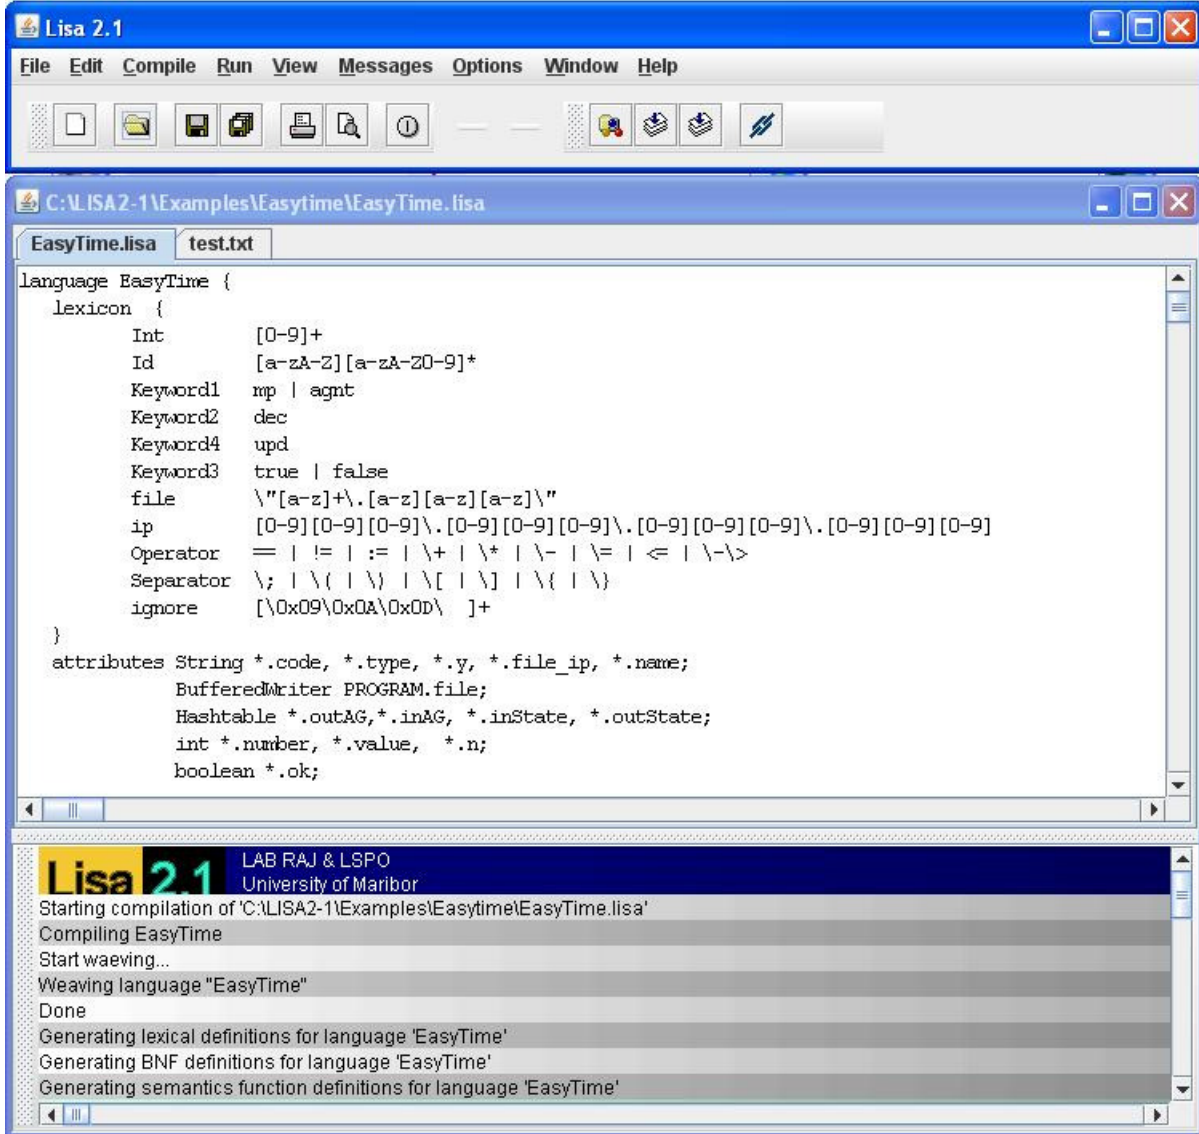 Lisa 2.1
File Edit Compile Run View Messages Options Window Help
C:\LISA2-1\Examples\Easytime\EasyTime.lisa
EasyTime.lisa test.txt
language EasyTime {
lexicon {
Int [0-9]+
Id [a-zA-Z][a-zA-Z0-9]*
Keyword1 mp | agnt
Keyword2 dec
Keyword4 upd
Keyword3 true | false
file \"[a-z]+\.[a-z][a-z][a-z]\"
ip [0-9][0-9][0-9]\.[0-9][0-9][0-9]\.[0-9][0-9][0-9]\.[0-9][0-9][0-9]
Operator == | != | := | \+ | \* | \- | \= | <= | \-\>
Separator \; | \( | \) | \[ | \] | \{ | \}
ignore [\0x09\0x0A\0x0D\ ]+
}
attributes String *.code, *.type, *.y, *.file_ip, *.name;
BufferedWriter PROGRAM.file;
Hashtable *.outAG,*.inAG, *.inState, *.outState;
int *.number, *.value, *.n;
boolean *.ok;
Lisa 2.1
LAB RAJ & LSPO
University of Maribor
Starting compilation of 'C:\LISA2-1\Examples\Easytime\EasyTime.lisa'
Compiling EasyTime
Start waeving...
Weaving language "EasyTime"
Done
Generating lexical definitions for language 'EasyTime'
Generating BNF definitions for language 'EasyTime'
Generating semantics function definitions for language 'EasyTime'